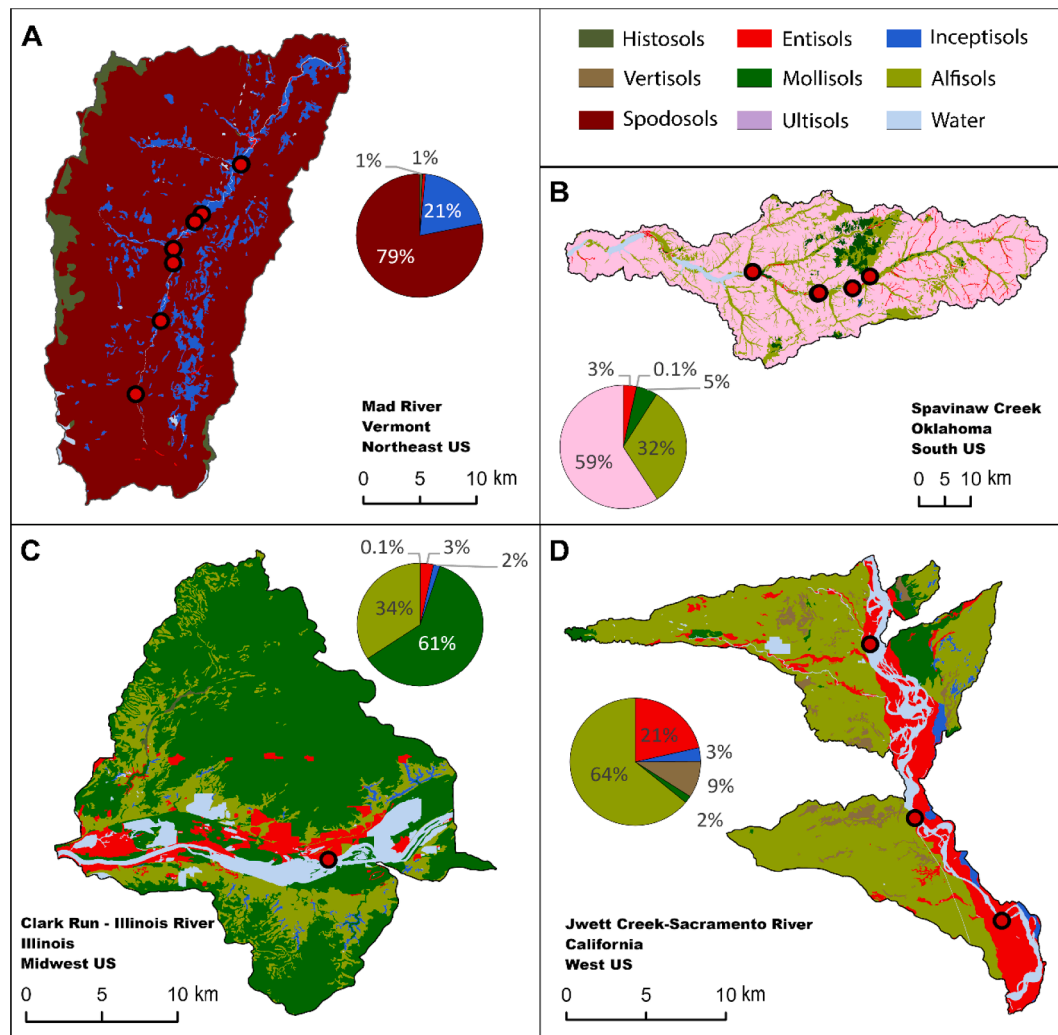 A
1%
1%
21%
79%
Mad River
Vermont
Northeast US
0 5 10 km
Histosols Entisols Inceptisols
Vertisols Mollisols Alfisols
Spodosols Ultisols Water
B
3%
0.1%
5%
32%
59%
Spavinaw Creek
Oklahoma
South US
0 5 10 km
C
0.1%
3%
2%
34%
61%
Clark Run - Illinois River
Illinois
Midwest US
0 5 10 km
D
21%
3%
64%
9%
2%
Jwett Creek-Sacramento River
California
West US
0 5 10 km